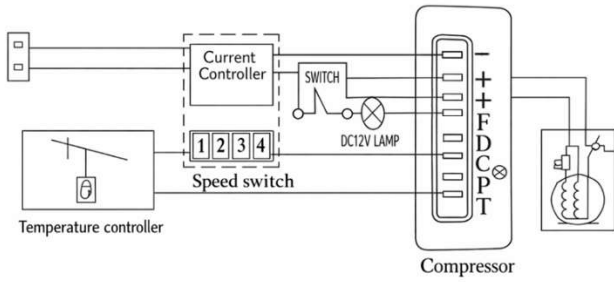 Current
Controller
SWITCH
DC12V LAMP
1 2 3 4
Speed switch
Temperature controller
−
+
+
F
D
C
P
T
Compressor